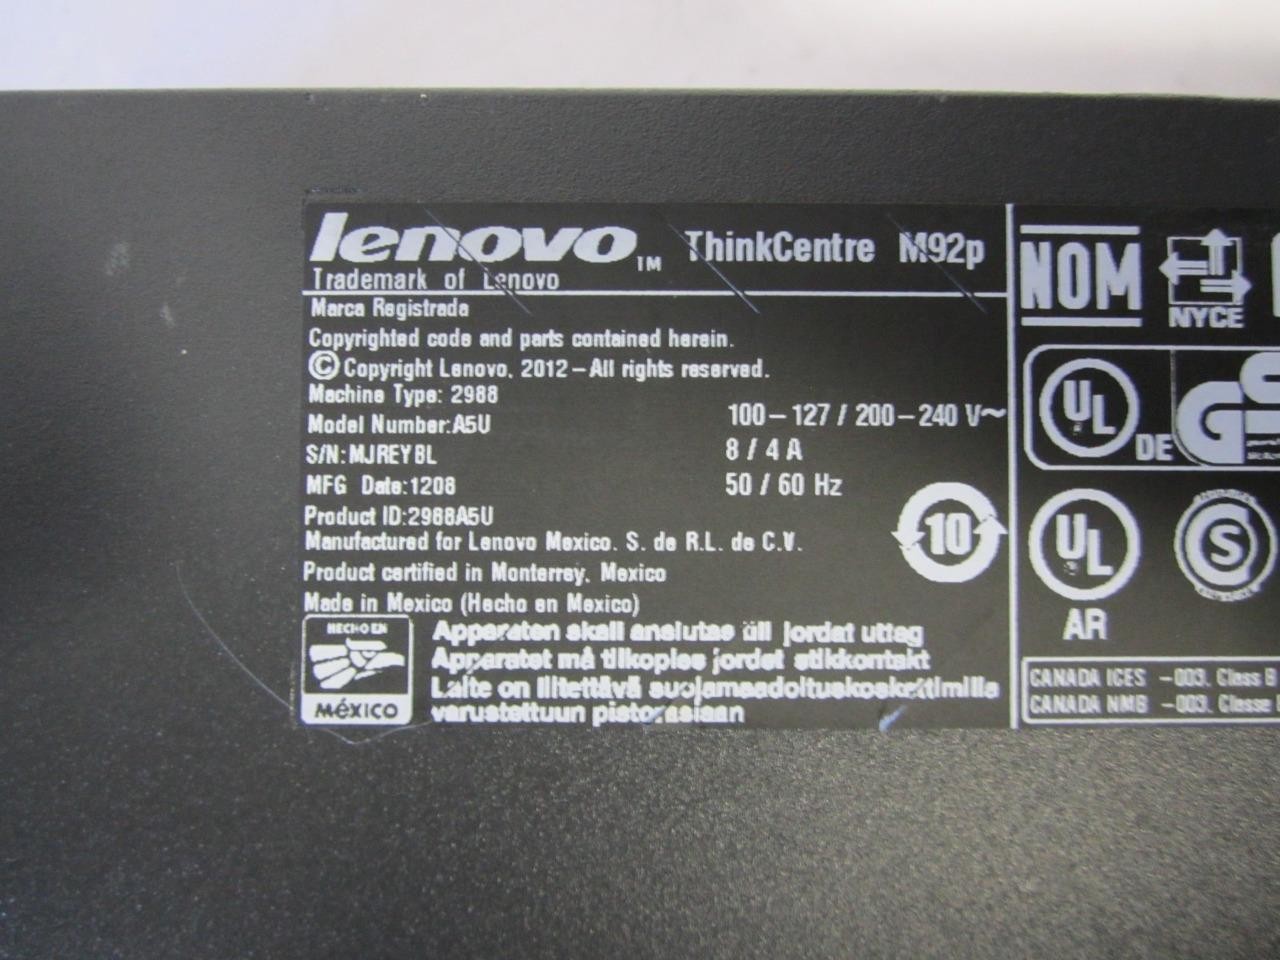 lenovo™ ThinkCentre M92p
Trademark of Lenovo
Marca Registrada
Copyrighted code and parts contained herein.
© Copyright Lenovo, 2012 – All rights reserved.
Machine Type: 2988
Model Number:A5U
100 – 127 / 200 – 240 V~
S/N: MJREYBL
8 / 4 A
MFG Date:1208
50 / 60 Hz
Product ID:2988A5U
Manufactured for Lenovo Mexico. S. de R.L. de C.V.
10
Product certified in Monterrey, Mexico
Made in Mexico (Hecho en Mexico)
HECHO EN
MéXICO
Apparaten skall anslutas till jordat uttag
Apparatet må tilkoples jordet stikkontakt
Laite on liitettävä suojamaadoituskoskettimilla
varustettuun pistorasiaan
NOM
NYCE
UL
DE
GS
UL
AR
S
CANADA ICES -003. Class B
CANADA NMB -003. Classe